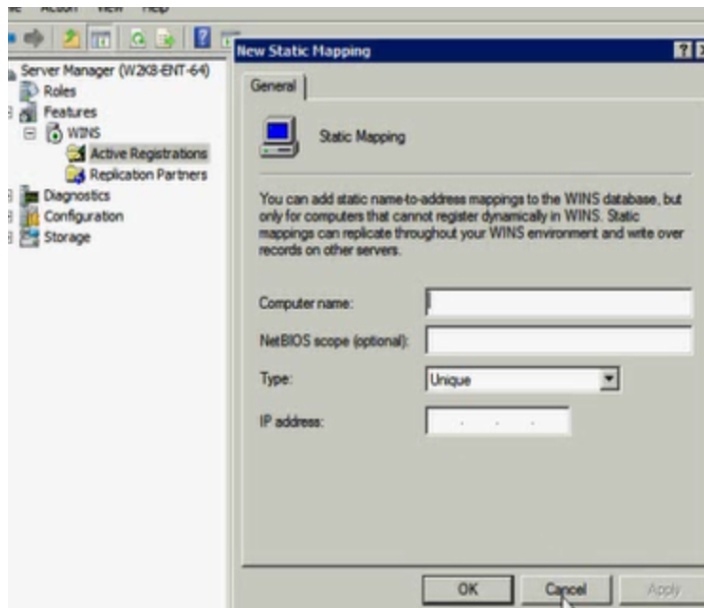 Action View Help
New Static Mapping
Server Manager (W2K8-ENT-64)
Roles
Features
WINS
Active Registrations
Replication Partners
Diagnostics
Configuration
Storage
General
Static Mapping
You can add static name-to-address mappings to the WINS database, but
only for computers that cannot register dynamically in WINS. Static
mappings can replicate throughout your WINS environment and write over
records on other servers.
Computer name:
NetBIOS scope (optional):
Type:
Unique
IP address:
OK
Cancel
Apply